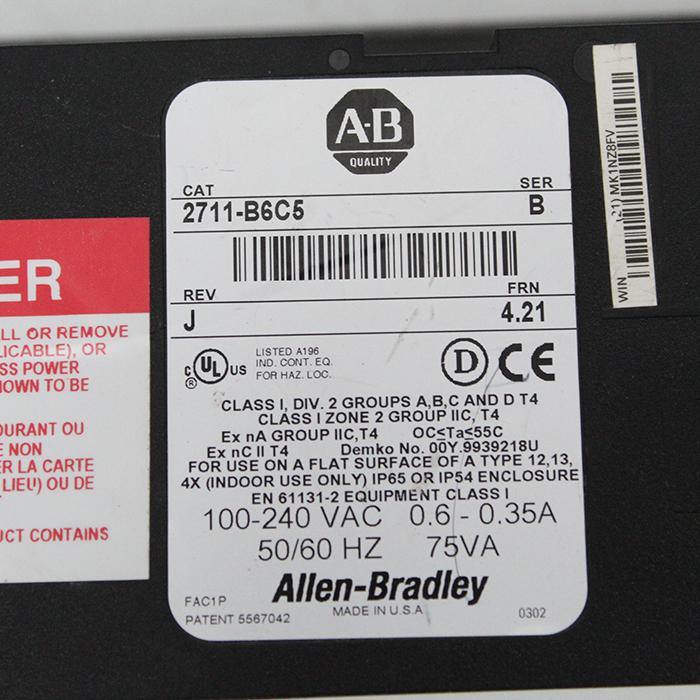 A-B
QUALITY
CAT SER
2711-B6C5 B
REV FRN
J 4.21
C UL US
®
LISTED A196
IND. CONT. EQ.
FOR HAZ. LOC.
D CE
CLASS I, DIV. 2 GROUPS A,B,C AND D T4
CLASS I ZONE 2 GROUP IIC, T4
Ex nA GROUP IIC,T4 OC≤Ta≤55C
Ex nC II T4 Demko No. 00Y.9939218U
FOR USE ON A FLAT SURFACE OF A TYPE 12,13,
4X (INDOOR USE ONLY) IP65 OR IP54 ENCLOSURE
EN 61131-2 EQUIPMENT CLASS I
100-240 VAC 0.6 - 0.35A
50/60 HZ 75VA
Allen-Bradley
FAC1P MADE IN U.S.A
PATENT 5567042 0302
ER
LL OR REMOVE
LICABLE), OR
SS POWER
NOWN TO BE
OURANT OU
E NON
ER LA CARTE
LIEU) OU DE
UCT CONTAINS
WIN
(21) MK1NZ8FV